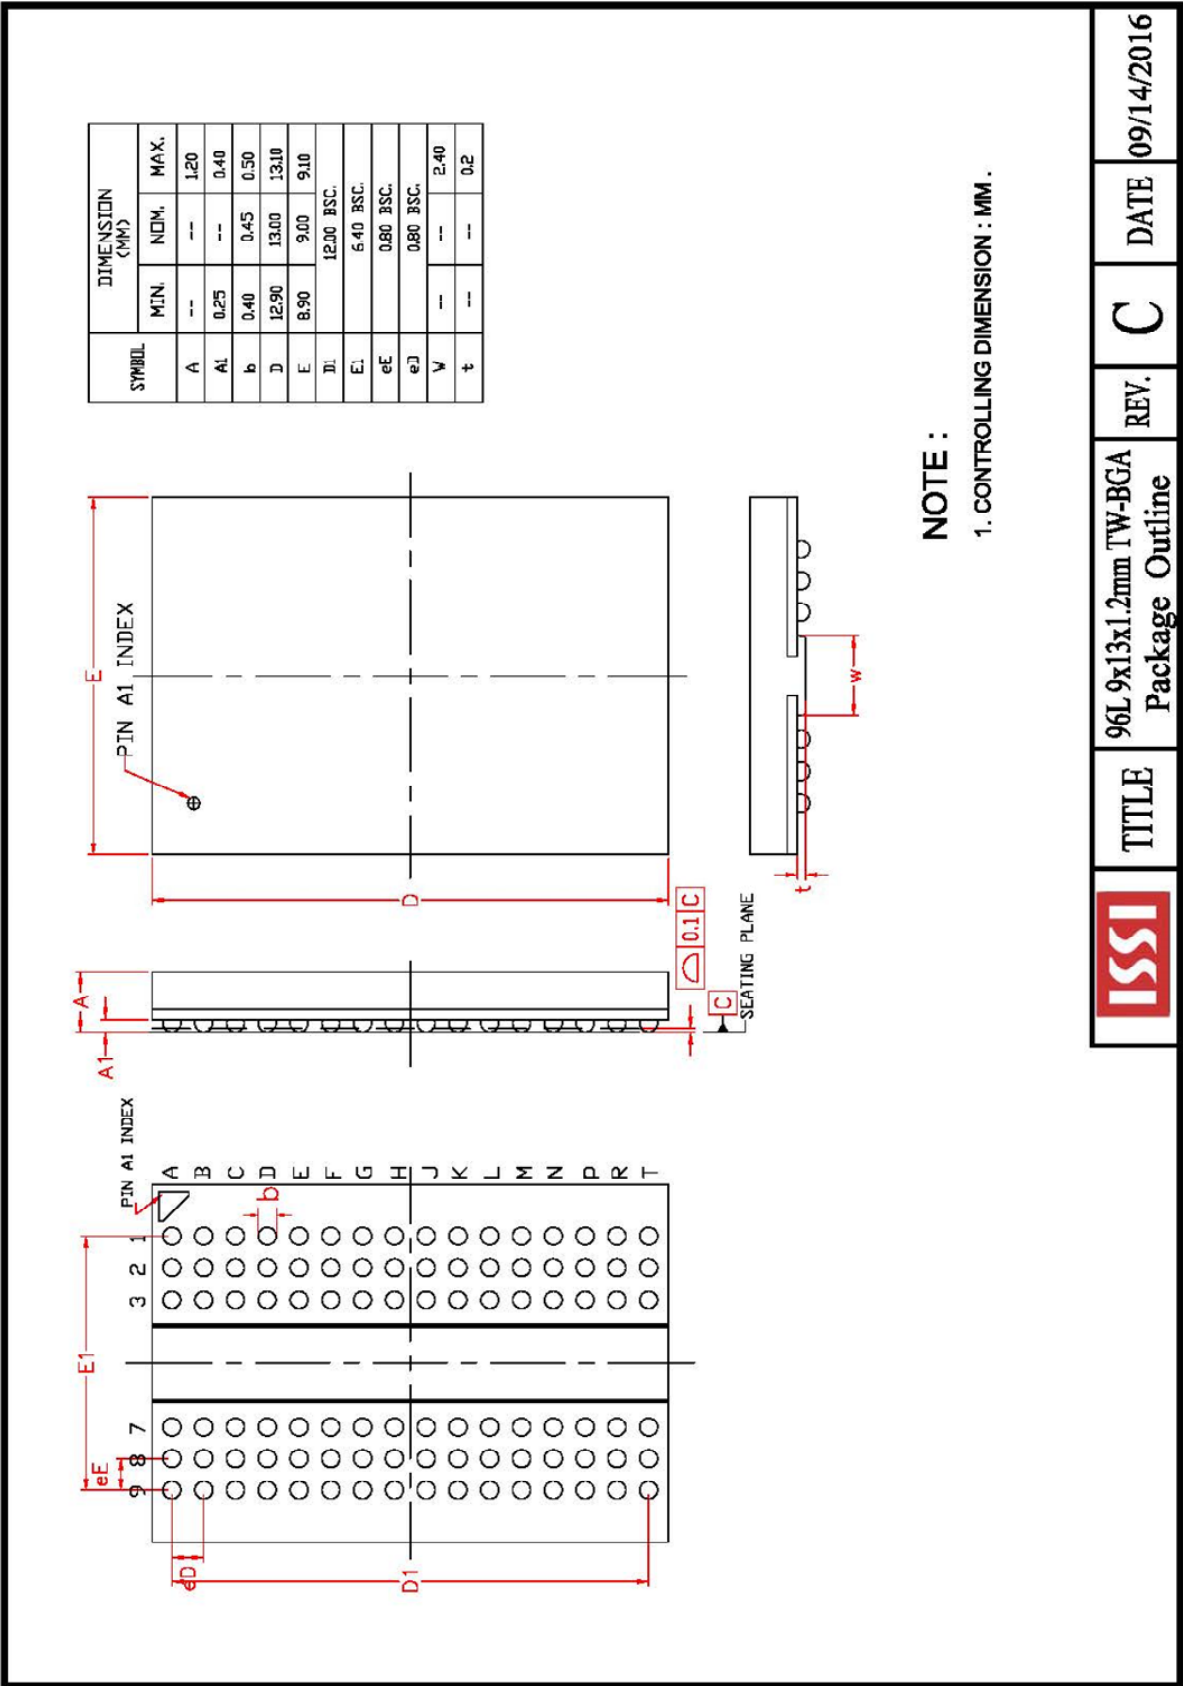 PIN A1 INDEX
9 8 7 3 2 1
eE
E1
A
B
C
D
E
F
G
H
J
K
L
M
N
P
R
T
b
eD
D1
A
A1
0.1 C
C
SEATING PLANE
E
PIN A1 INDEX
D
t
W
SYMBOL DIMENSION (MM)
MIN. NOM. MAX.
A -- -- 1.20
A1 0.25 -- 0.40
b 0.40 0.45 0.50
D 12.90 13.00 13.10
E 8.90 9.00 9.10
D1 12.00 BSC.
E1 6.40 BSC.
eE 0.80 BSC.
eD 0.80 BSC.
W -- -- 2.40
t -- -- 0.2
NOTE :
1. CONTROLLING DIMENSION : MM .
ISSI
TITLE
96L 9x13x1.2mm TW-BGA
Package Outline
REV.
C
DATE
09/14/2016